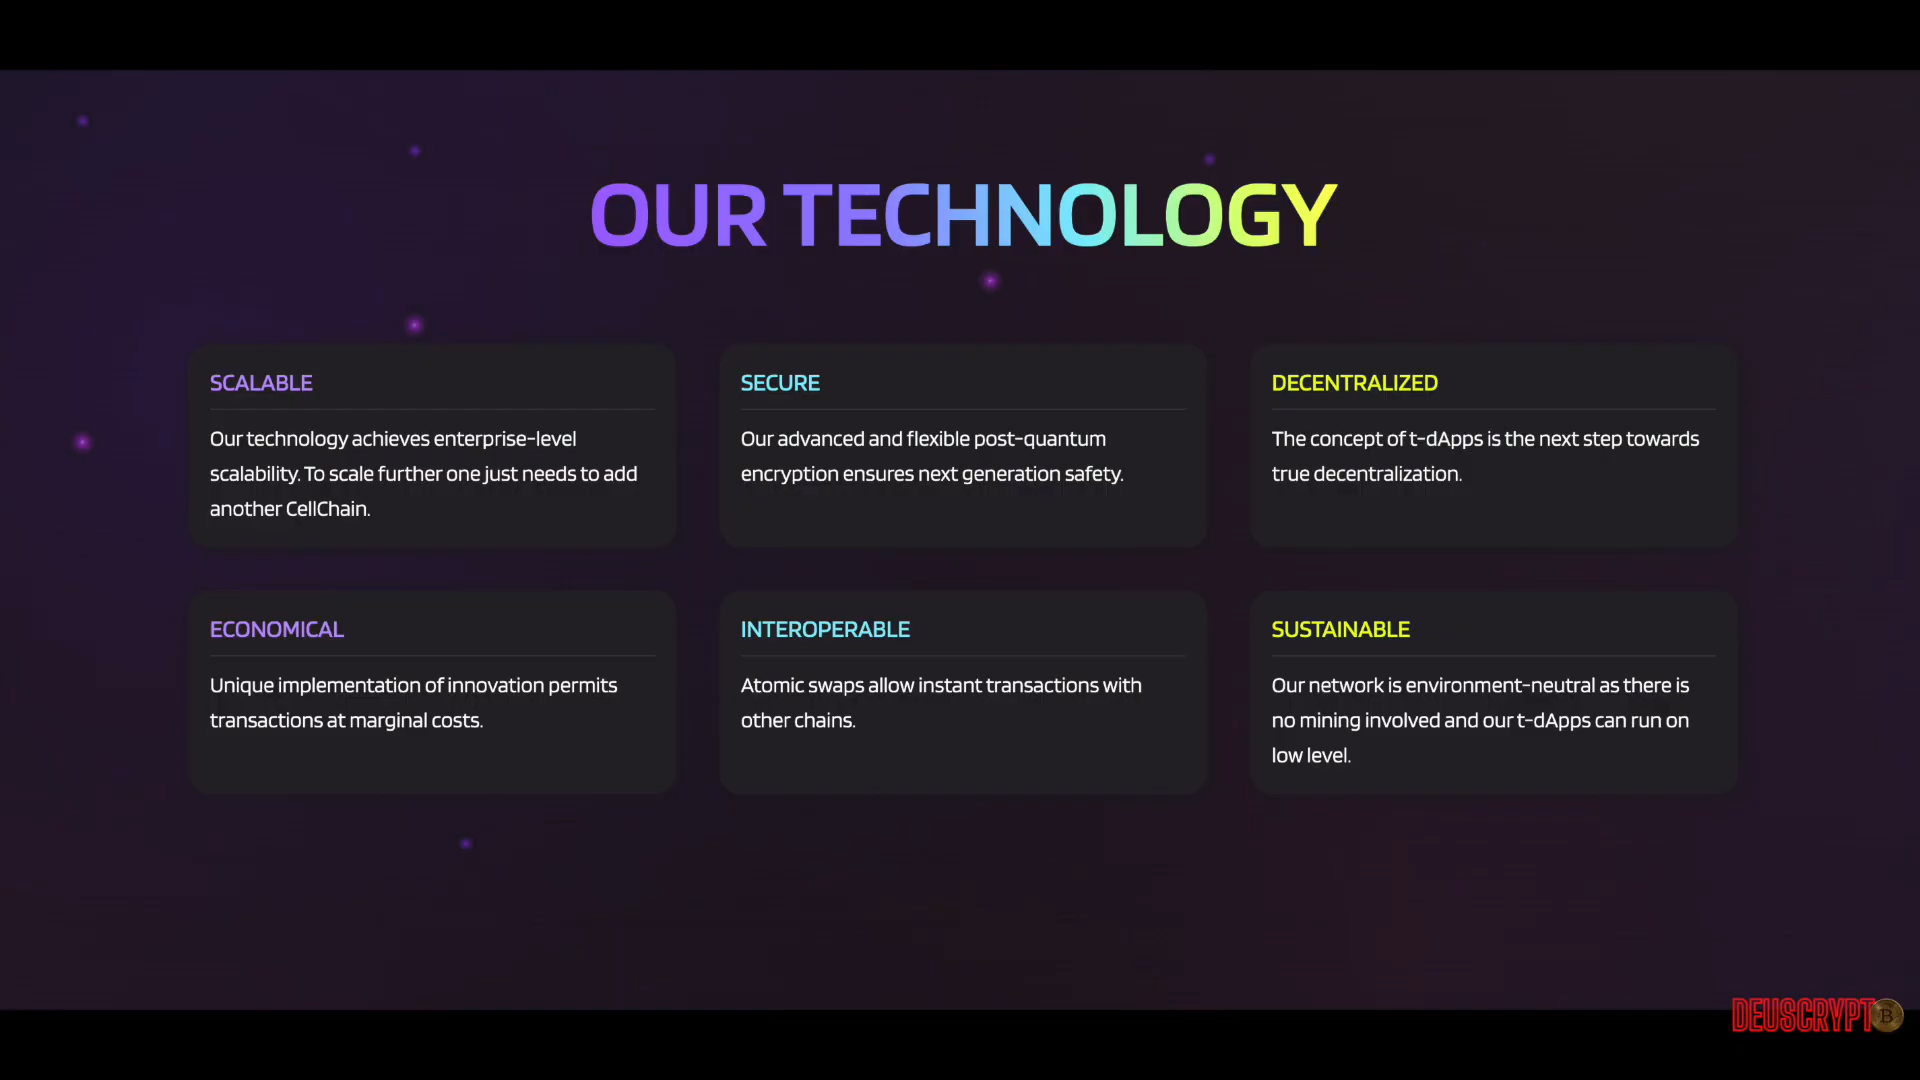 OUR TECHNOLOGY
SCALABLE
Our technology achieves enterprise-level
scalability. To scale further one just needs to add
another CellChain.
SECURE
Our advanced and flexible post-quantum
encryption ensures next generation safety.
DECENTRALIZED
The concept of t-dApps is the next step towards
true decentralization.
ECONOMICAL
Unique implementation of innovation permits
transactions at marginal costs.
INTEROPERABLE
Atomic swaps allow instant transactions with
other chains.
SUSTAINABLE
Our network is environment-neutral as there is
no mining involved and our t-dApps can run on
low level.
DEUSCRYPT